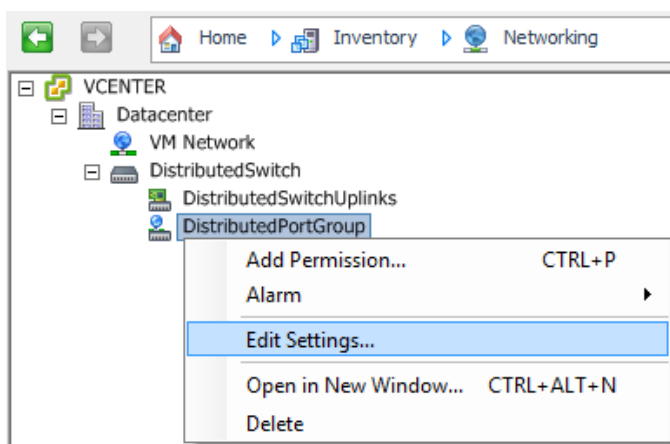 Home Inventory Networking
VCENTER
Datacenter
VM Network
DistributedSwitch
DistributedSwitchUplinks
DistributedPortGroup
Add Permission... CTRL+P
Alarm
Edit Settings...
Open in New Window... CTRL+ALT+N
Delete